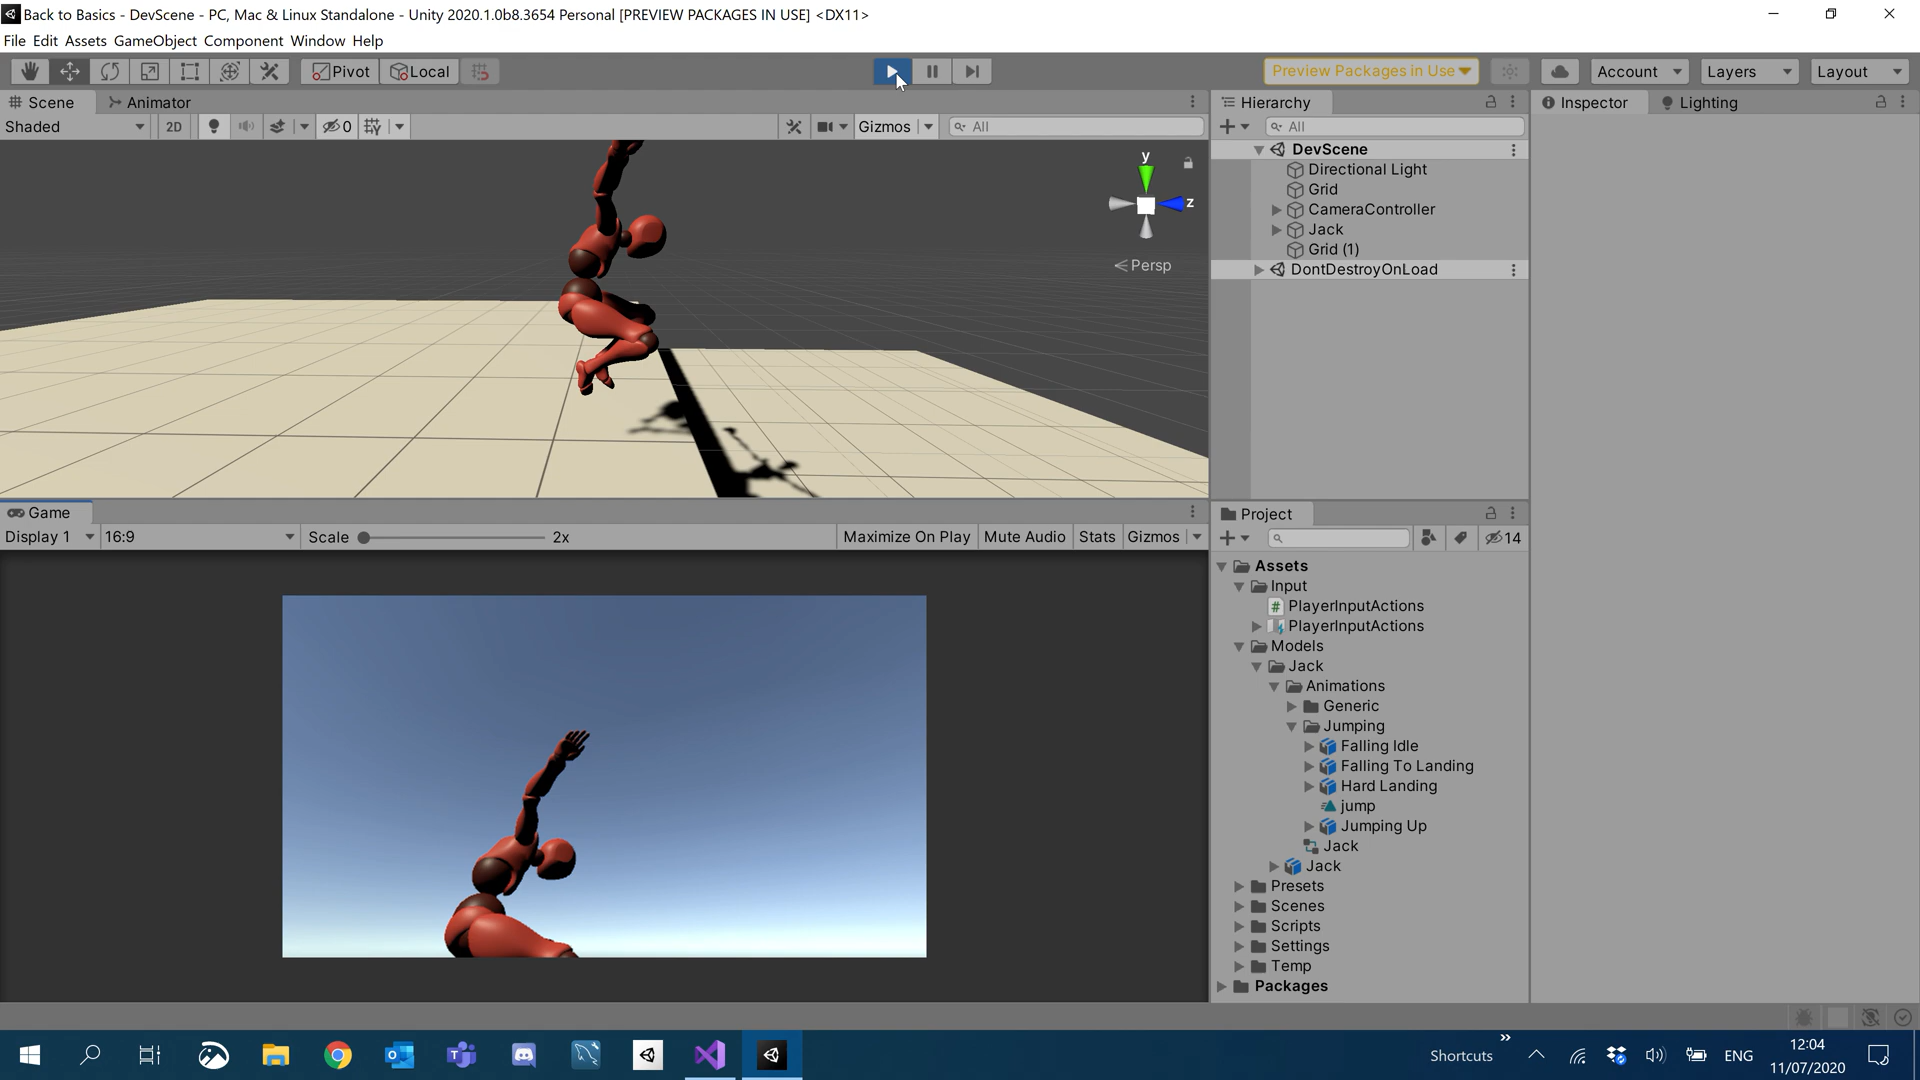 Back to Basics - DevScene - PC, Mac & Linux Standalone - Unity 2020.1.0b8.3654 Personal [PREVIEW PACKAGES IN USE] <DX11>
File Edit Assets GameObject Component Window Help
Pivot Local Preview Packages in Use Account Layers Layout
Scene Animator
Shaded 2D 0 Gizmos All
y
z
Persp
Hierarchy
All
DevScene
Directional Light
Grid
CameraController
Jack
Grid (1)
DontDestroyOnLoad
Inspector Lighting
Game
Display 1 16:9 Scale 2x Maximize On Play Mute Audio Stats Gizmos
Project
14
Assets
Input
PlayerInputActions
PlayerInputActions
Models
Jack
Animations
Generic
Jumping
Falling Idle
Falling To Landing
Hard Landing
jump
Jumping Up
Jack
Jack
Presets
Scenes
Scripts
Settings
Temp
Packages
Shortcuts ENG
12:04
11/07/2020